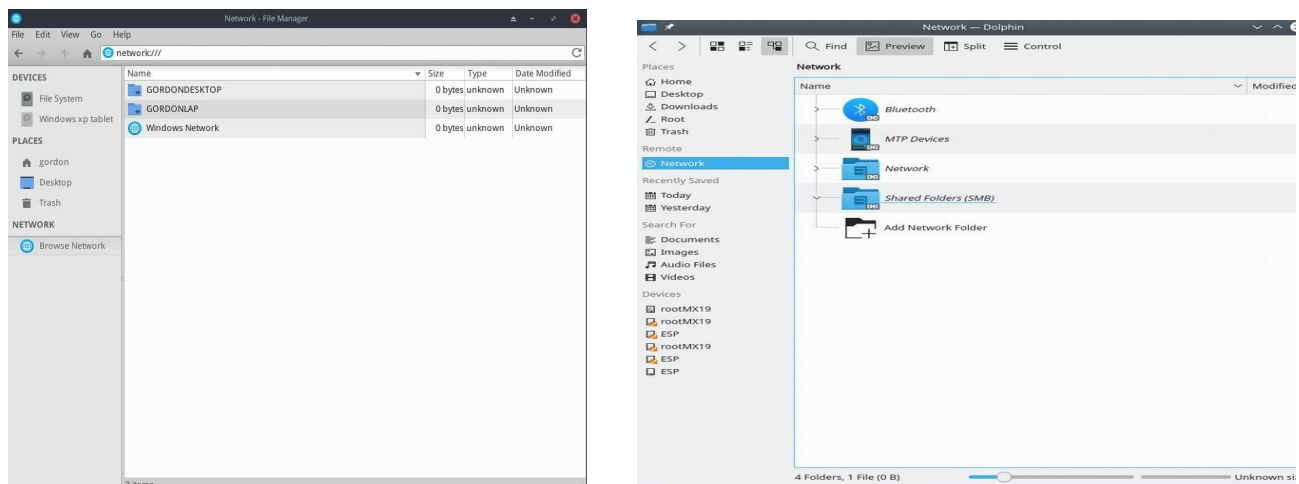 Network - File Manager
File Edit View Go Help
network:///
DEVICES
File System
Windows xp tablet
PLACES
gordon
Desktop
Trash
NETWORK
Browse Network
Name Size Type Date Modified
GORDONDESKTOP 0 bytes unknown Unknown
GORDONLAP 0 bytes unknown Unknown
Windows Network 0 bytes unknown Unknown
Network — Dolphin
Find Preview Split Control
Places
Home
Desktop
Downloads
Root
Trash
Remote
Network
Recently Saved
Today
Yesterday
Search For
Documents
Images
Audio Files
Videos
Devices
rootMX19
rootMX19
ESP
rootMX19
ESP
ESP
Network
Name Modified
Bluetooth
MTP Devices
Network
Shared Folders (SMB)
Add Network Folder
4 Folders, 1 File (0 B) Unknown si